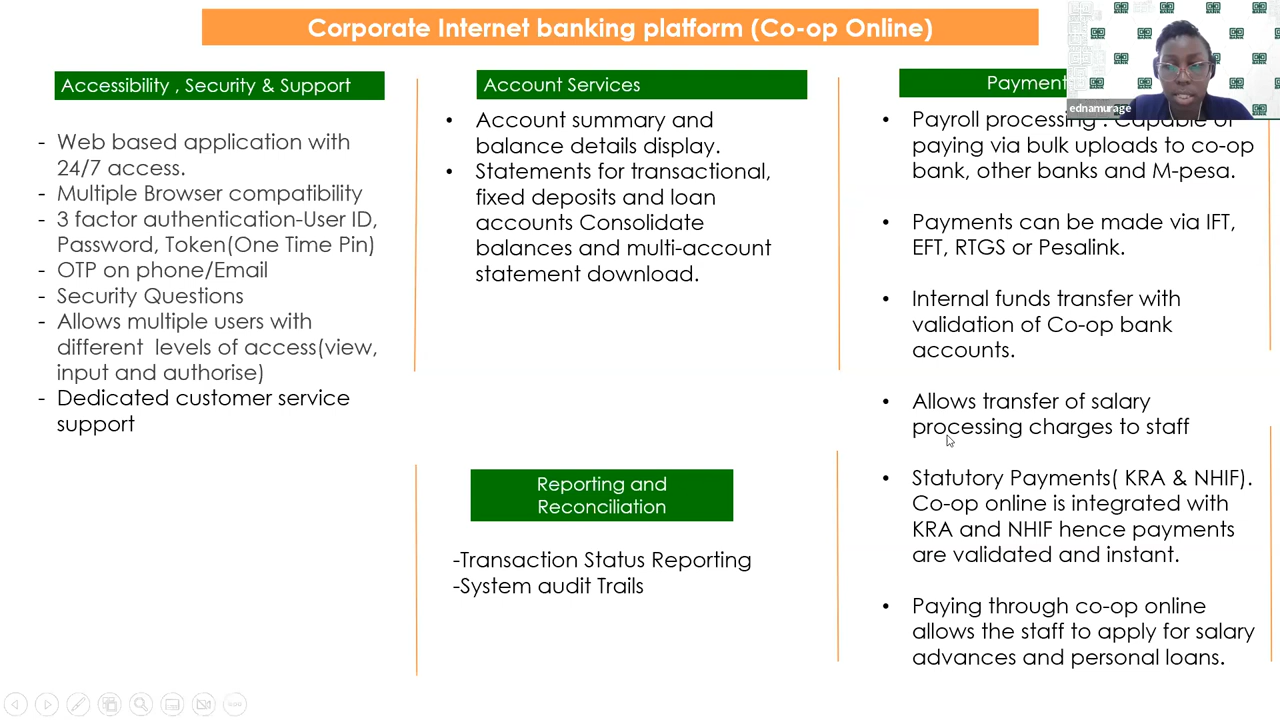 Corporate Internet banking platform (Co-op Online)
Accessibility , Security & Support
- Web based application with
24/7 access.
- Multiple Browser compatibility
- 3 factor authentication-User ID,
Password, Token(One Time Pin)
- OTP on phone/Email
- Security Questions
- Allows multiple users with
different levels of access(view,
input and authorise)
- Dedicated customer service
support
Account Services
• Account summary and
balance details display.
• Statements for transactional,
fixed deposits and loan
accounts Consolidate
balances and multi-account
statement download.
Reporting and
Reconciliation
-Transaction Status Reporting
-System audit Trails
Payment
ednamurage
• Payroll processing . Capable of
paying via bulk uploads to co-op
bank, other banks and M-pesa.
• Payments can be made via IFT,
EFT, RTGS or Pesalink.
• Internal funds transfer with
validation of Co-op bank
accounts.
• Allows transfer of salary
processing charges to staff
• Statutory Payments( KRA & NHIF).
Co-op online is integrated with
KRA and NHIF hence payments
are validated and instant.
• Paying through co-op online
allows the staff to apply for salary
advances and personal loans.